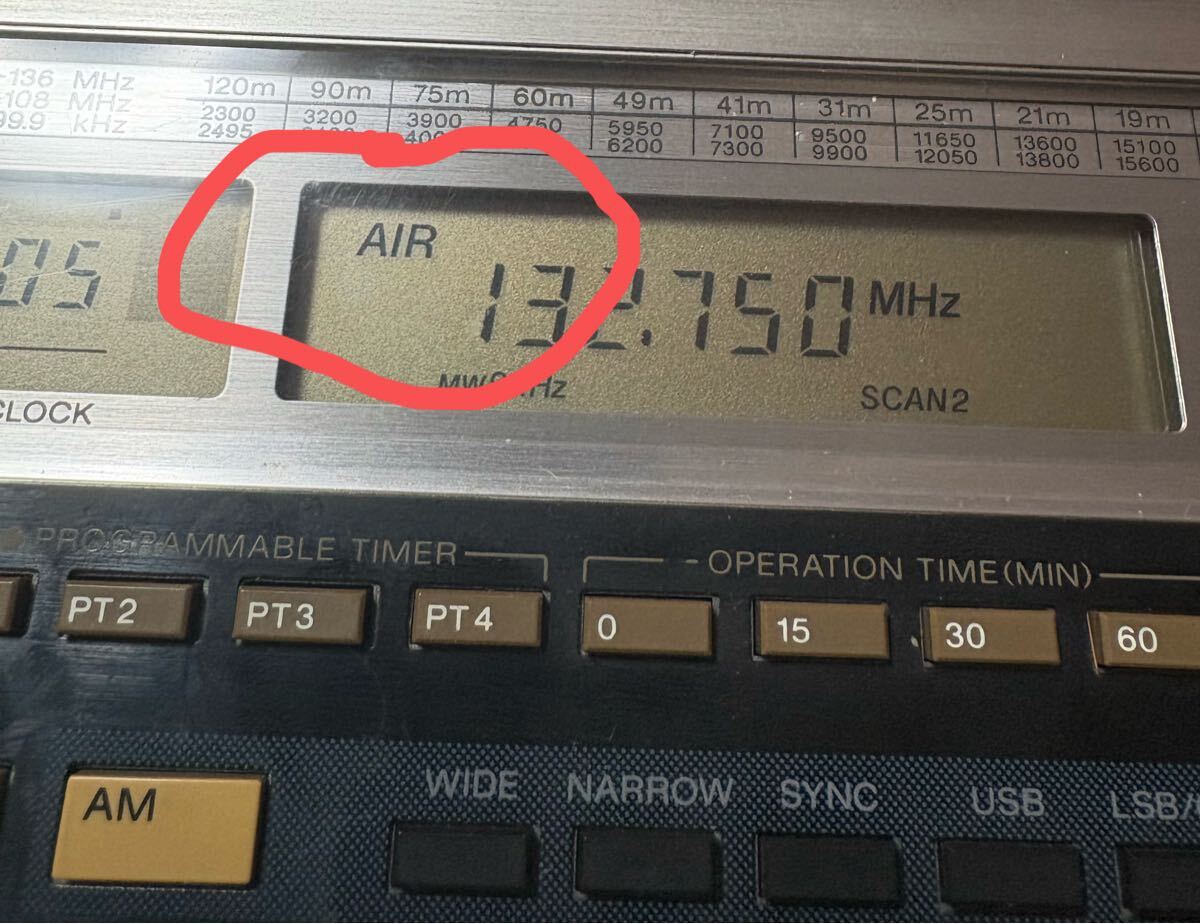 -136 MHz
-108 MHz
99.9 kHz
120m 90m 75m 60m 49m 41m 31m 25m 21m 19m
2300 3200 3900 4750 5950 7100 9500 11650 13600 15100
2495 6200 7300 9900 12050 13800 15600
05
CLOCK
AIR
132.750 MHz
SCAN2
PROGRAMMABLE TIMER
OPERATION TIME(MIN)
PT2 PT3 PT4 0 15 30 60
AM
WIDE NARROW SYNC USB LSB/